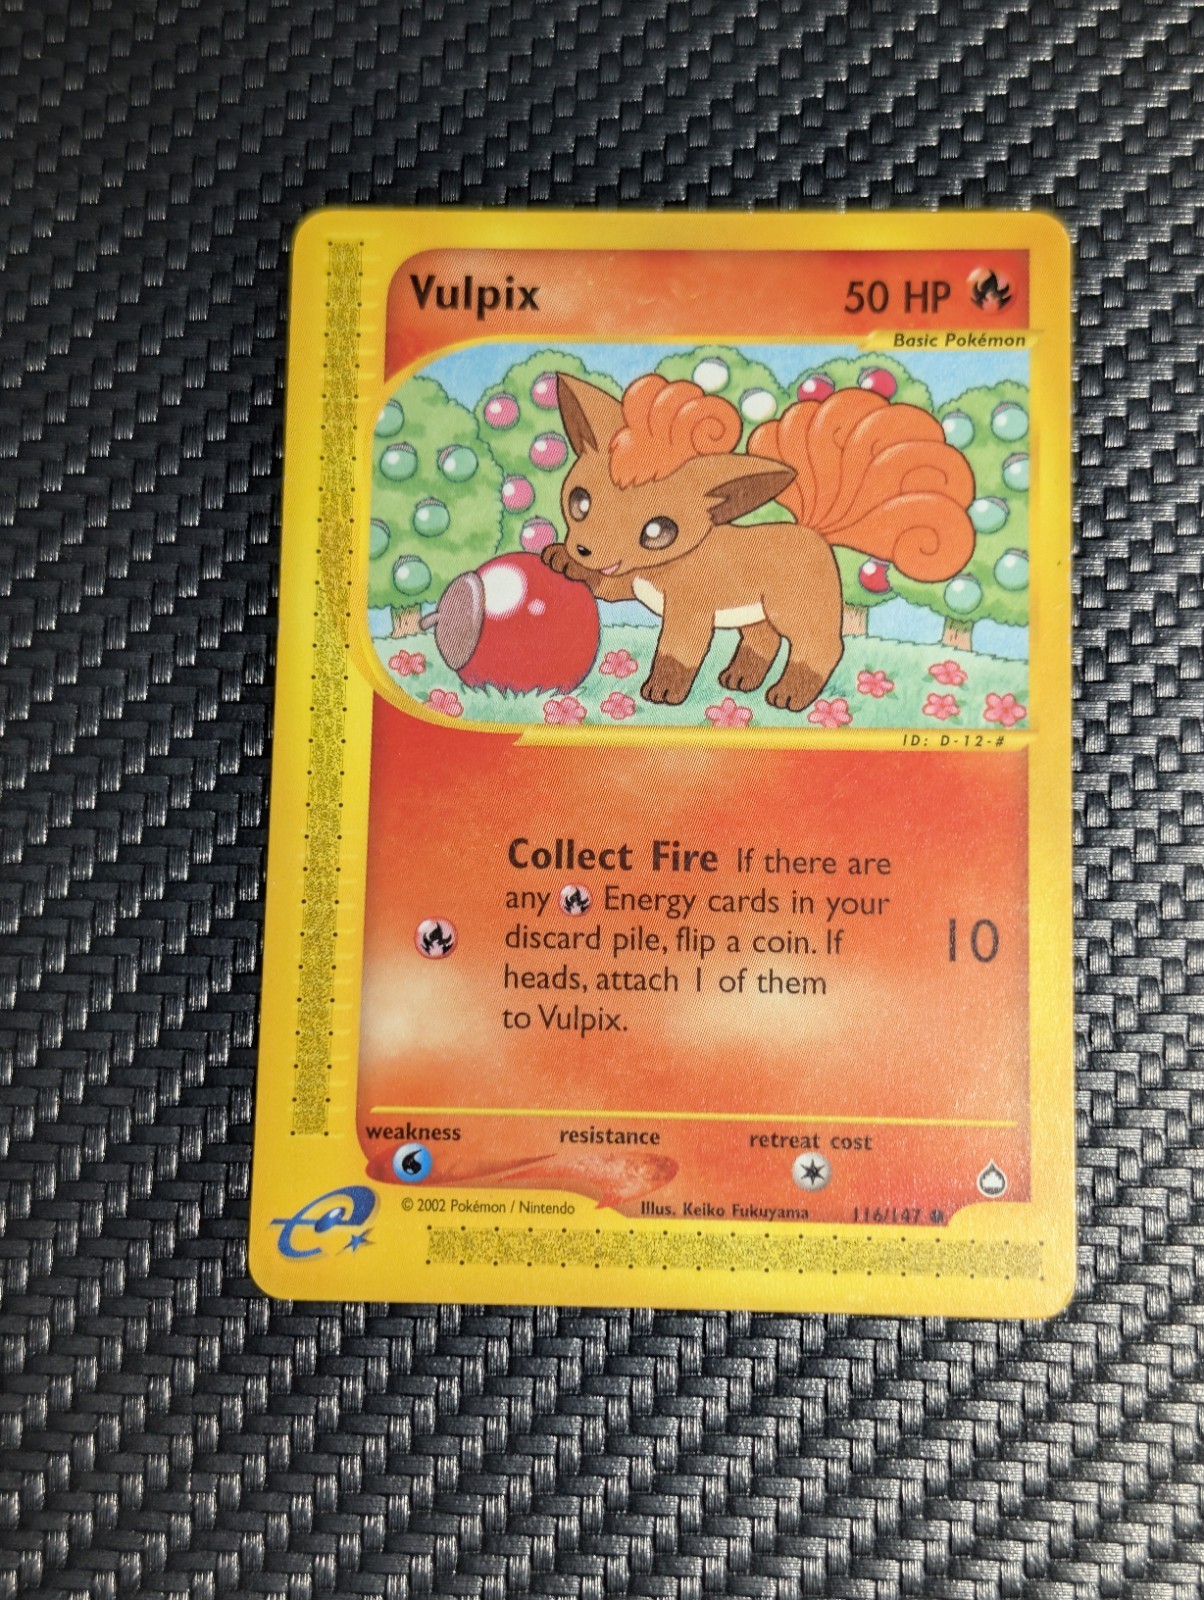 Vulpix 50 HP
Basic Pokémon
ID: D-12-#
Collect Fire If there are
any Energy cards in your
discard pile, flip a coin. If
heads, attach 1 of them
to Vulpix.
10
weakness resistance retreat cost
© 2002 Pokémon / Nintendo Illus. Keiko Fukuyama 116/147
e